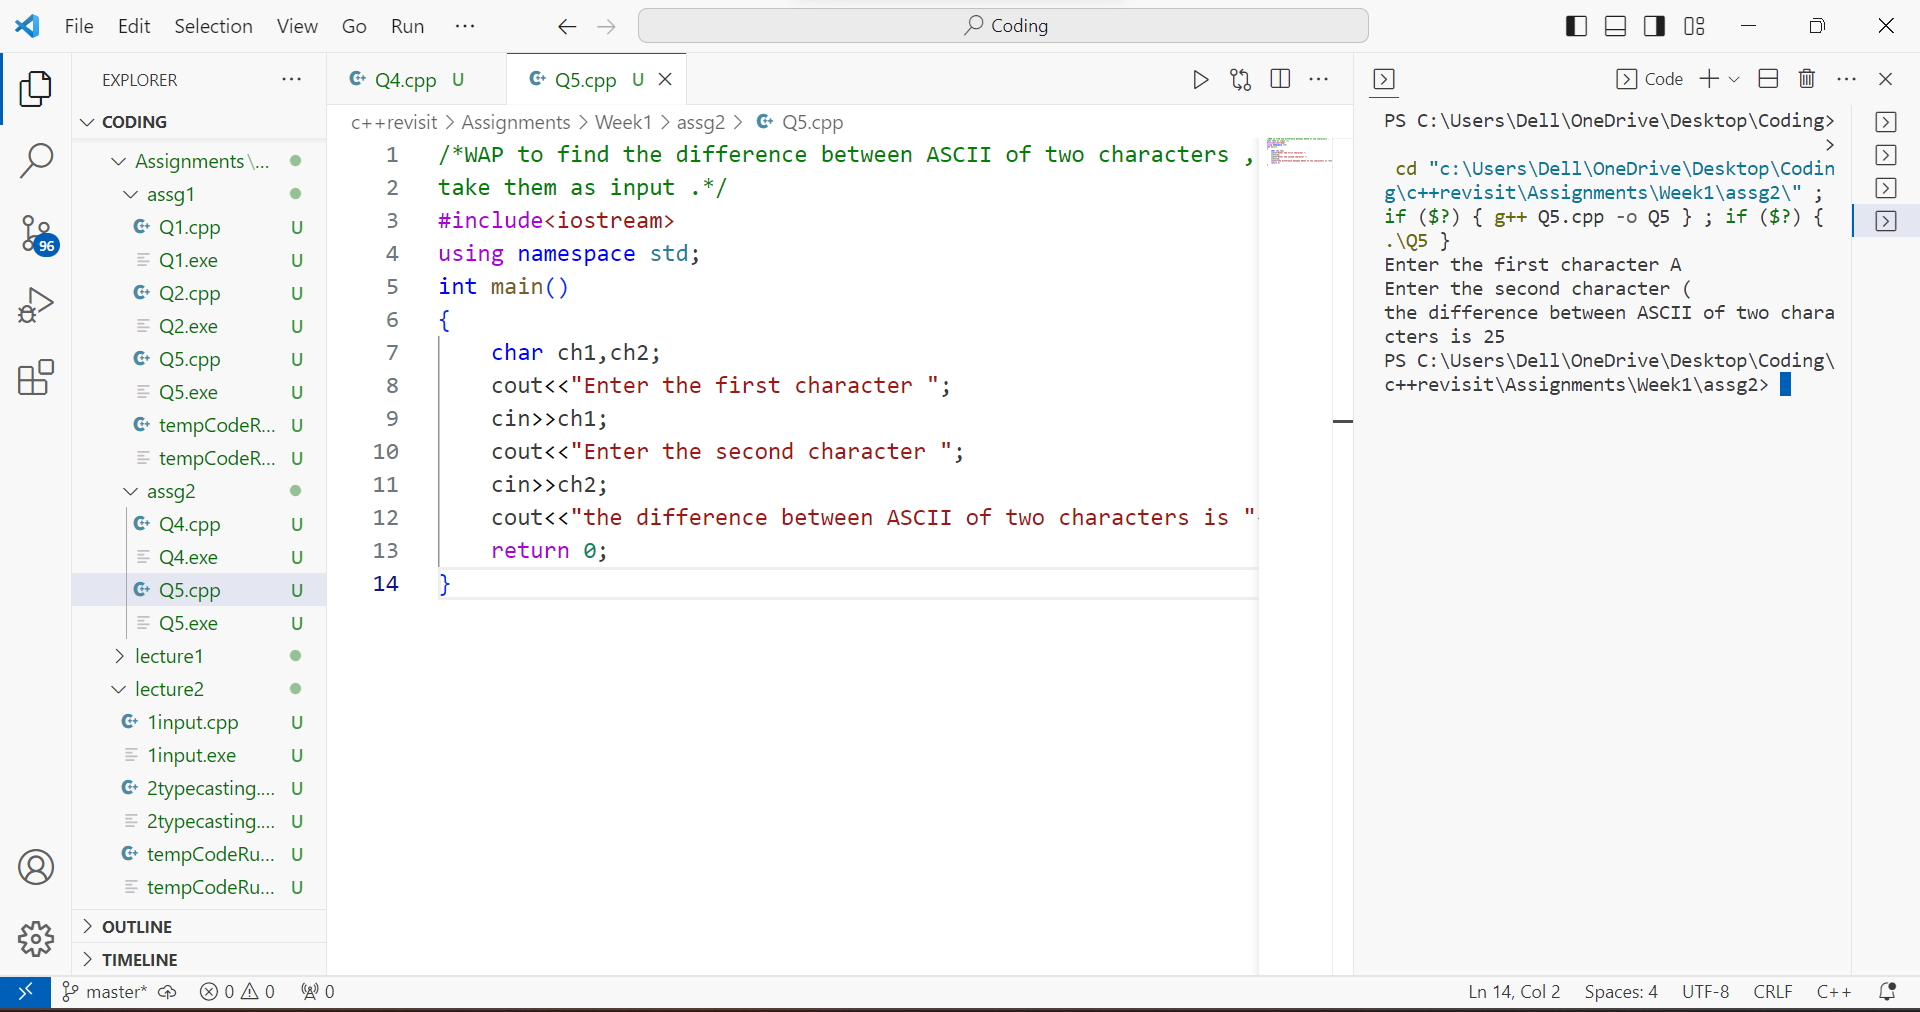 File Edit Selection View Go Run ···
Coding
EXPLORER ···
CODING
Assignments\...
assg1
Q1.cpp U
Q1.exe U
Q2.cpp U
Q2.exe U
Q5.cpp U
Q5.exe U
tempCodeR... U
tempCodeR... U
assg2
Q4.cpp U
Q4.exe U
Q5.cpp U
Q5.exe U
lecture1
lecture2
1input.cpp U
1input.exe U
2typecasting.... U
2typecasting.... U
tempCodeRu... U
tempCodeRu... U
OUTLINE
TIMELINE
96
Q4.cpp U
Q5.cpp U
c++revisit > Assignments > Week1 > assg2 > Q5.cpp
1 /*WAP to find the difference between ASCII of two characters ,
2 take them as input .*/
3 #include<iostream>
4 using namespace std;
5 int main()
6 {
7 char ch1,ch2;
8 cout<<"Enter the first character ";
9 cin>>ch1;
10 cout<<"Enter the second character ";
11 cin>>ch2;
12 cout<<"the difference between ASCII of two characters is "
13 return 0;
14 }
Code
PS C:\Users\Dell\OneDrive\Desktop\Coding>
>
cd "c:\Users\Dell\OneDrive\Desktop\Codin
g\c++revisit\Assignments\Week1\assg2\" ;
if ($?) { g++ Q5.cpp -o Q5 } ; if ($?) {
.\Q5 }
Enter the first character A
Enter the second character (
the difference between ASCII of two chara
cters is 25
PS C:\Users\Dell\OneDrive\Desktop\Coding\
c++revisit\Assignments\Week1\assg2>
master* 0 0 0
Ln 14, Col 2 Spaces: 4 UTF-8 CRLF C++